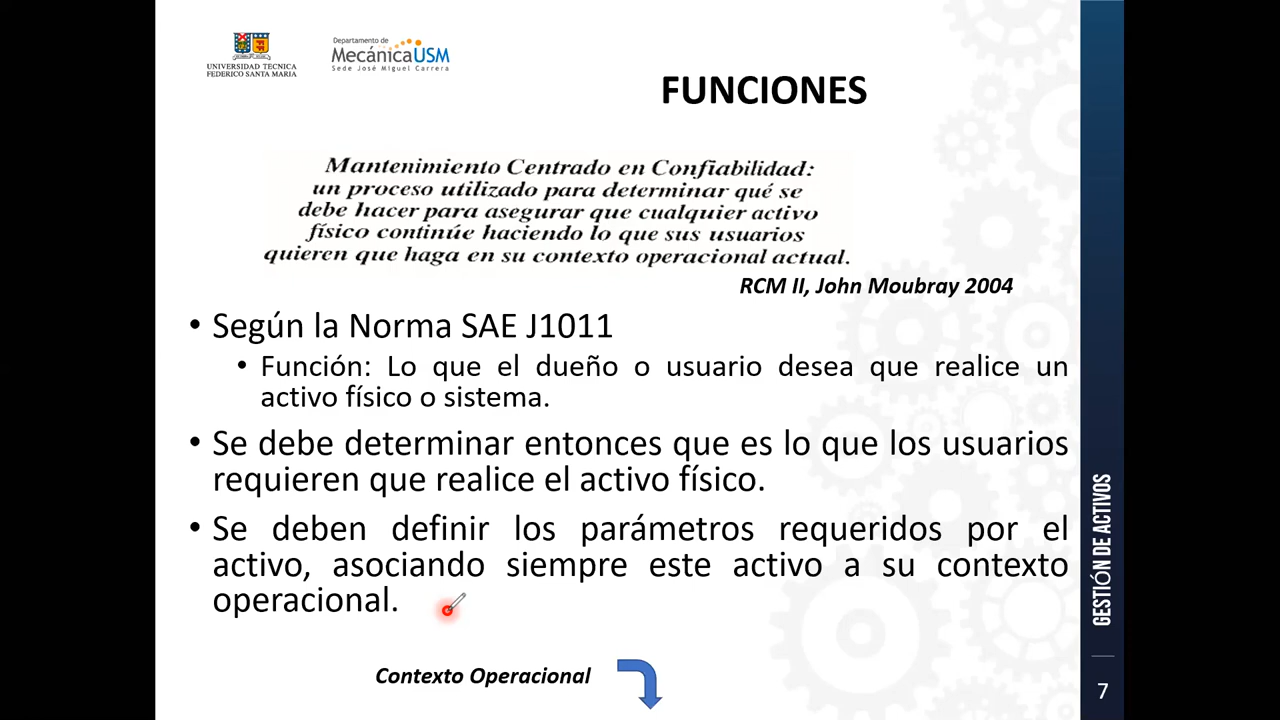 UNIVERSIDAD TECNICA
FEDERICO SANTA MARIA
Departamento de
MecánicaUSM
Sede José Miguel Carrera
FUNCIONES
Mantenimiento Centrado en Confiabilidad:
un proceso utilizado para determinar qué se
debe hacer para asegurar que cualquier activo
físico continúe haciendo lo que sus usuarios
quieren que haga en su contexto operacional actual.
RCM II, John Moubray 2004
• Según la Norma SAE J1011
• Función: Lo que el dueño o usuario desea que realice un
activo físico o sistema.
• Se debe determinar entonces que es lo que los usuarios
requieren que realice el activo físico.
• Se deben definir los parámetros requeridos por el
activo, asociando siempre este activo a su contexto
operacional.
Contexto Operacional
GESTIÓN DE ACTIVOS
7